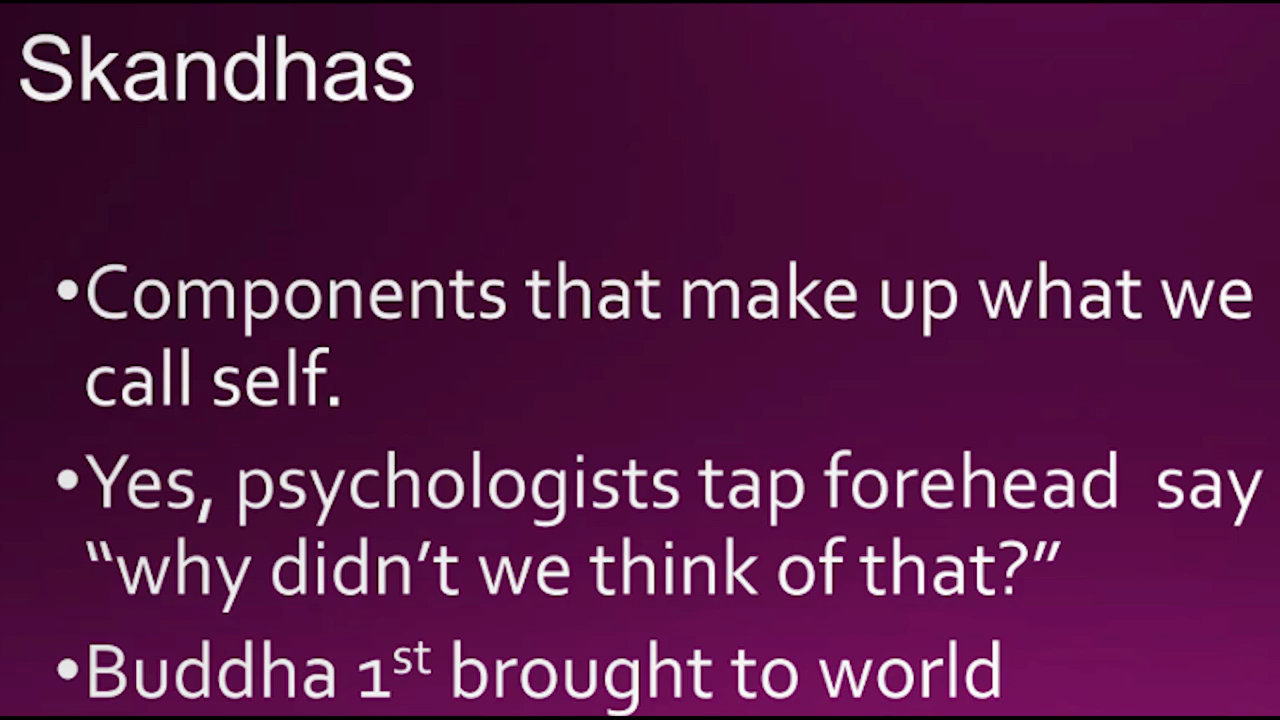 Skandhas
•Components that make up what we
call self.
•Yes, psychologists tap forehead  say
“why didn’t we think of that?”
•Buddha 1st brought to world